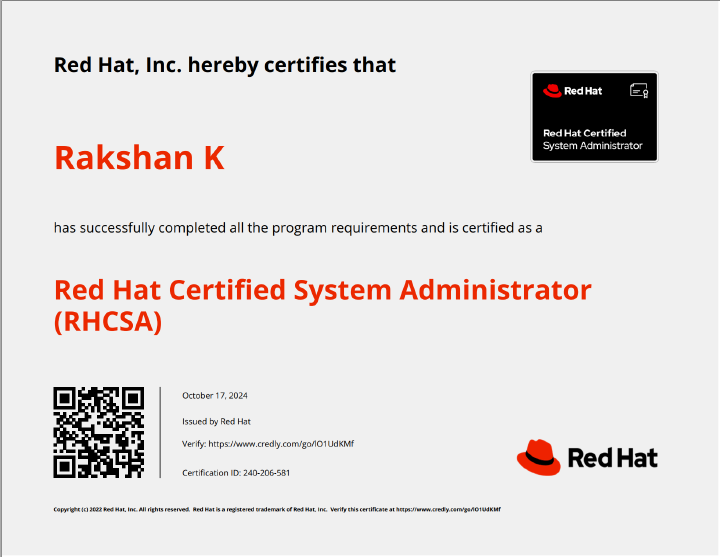 Red Hat, Inc. hereby certifies that
Red Hat
Red Hat Certified
System Administrator
Rakshan K
has successfully completed all the program requirements and is certified as a
Red Hat Certified System Administrator
(RHCSA)
October 17, 2024
Issued by Red Hat
Verify: https://www.credly.com/go/lO1UdKMf
Certification ID: 240-206-581
Red Hat
Copyright (c) 2022 Red Hat, Inc. All rights reserved. Red Hat is a registered trademark of Red Hat, Inc. Verify this certificate at https://www.credly.com/go/lO1UdKMf